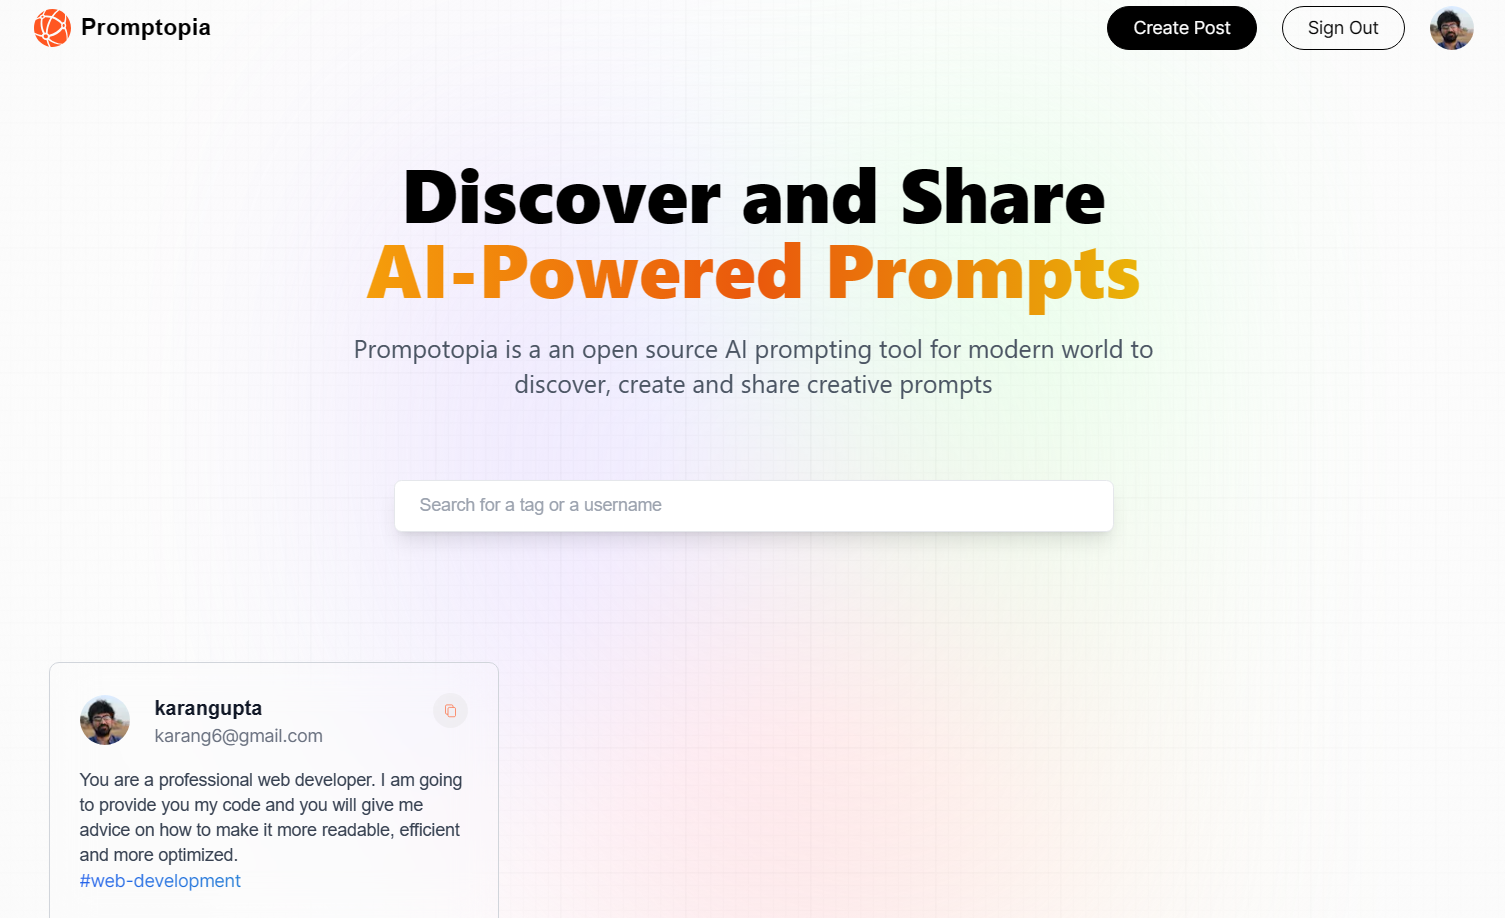 Promptopia
Create Post
Sign Out
Discover and Share
AI-Powered Prompts
Prompotopia is a an open source AI prompting tool for modern world to
discover, create and share creative prompts
Search for a tag or a username
karangupta
karang6@gmail.com
You are a professional web developer. I am going
to provide you my code and you will give me
advice on how to make it more readable, efficient
and more optimized.
#web-development